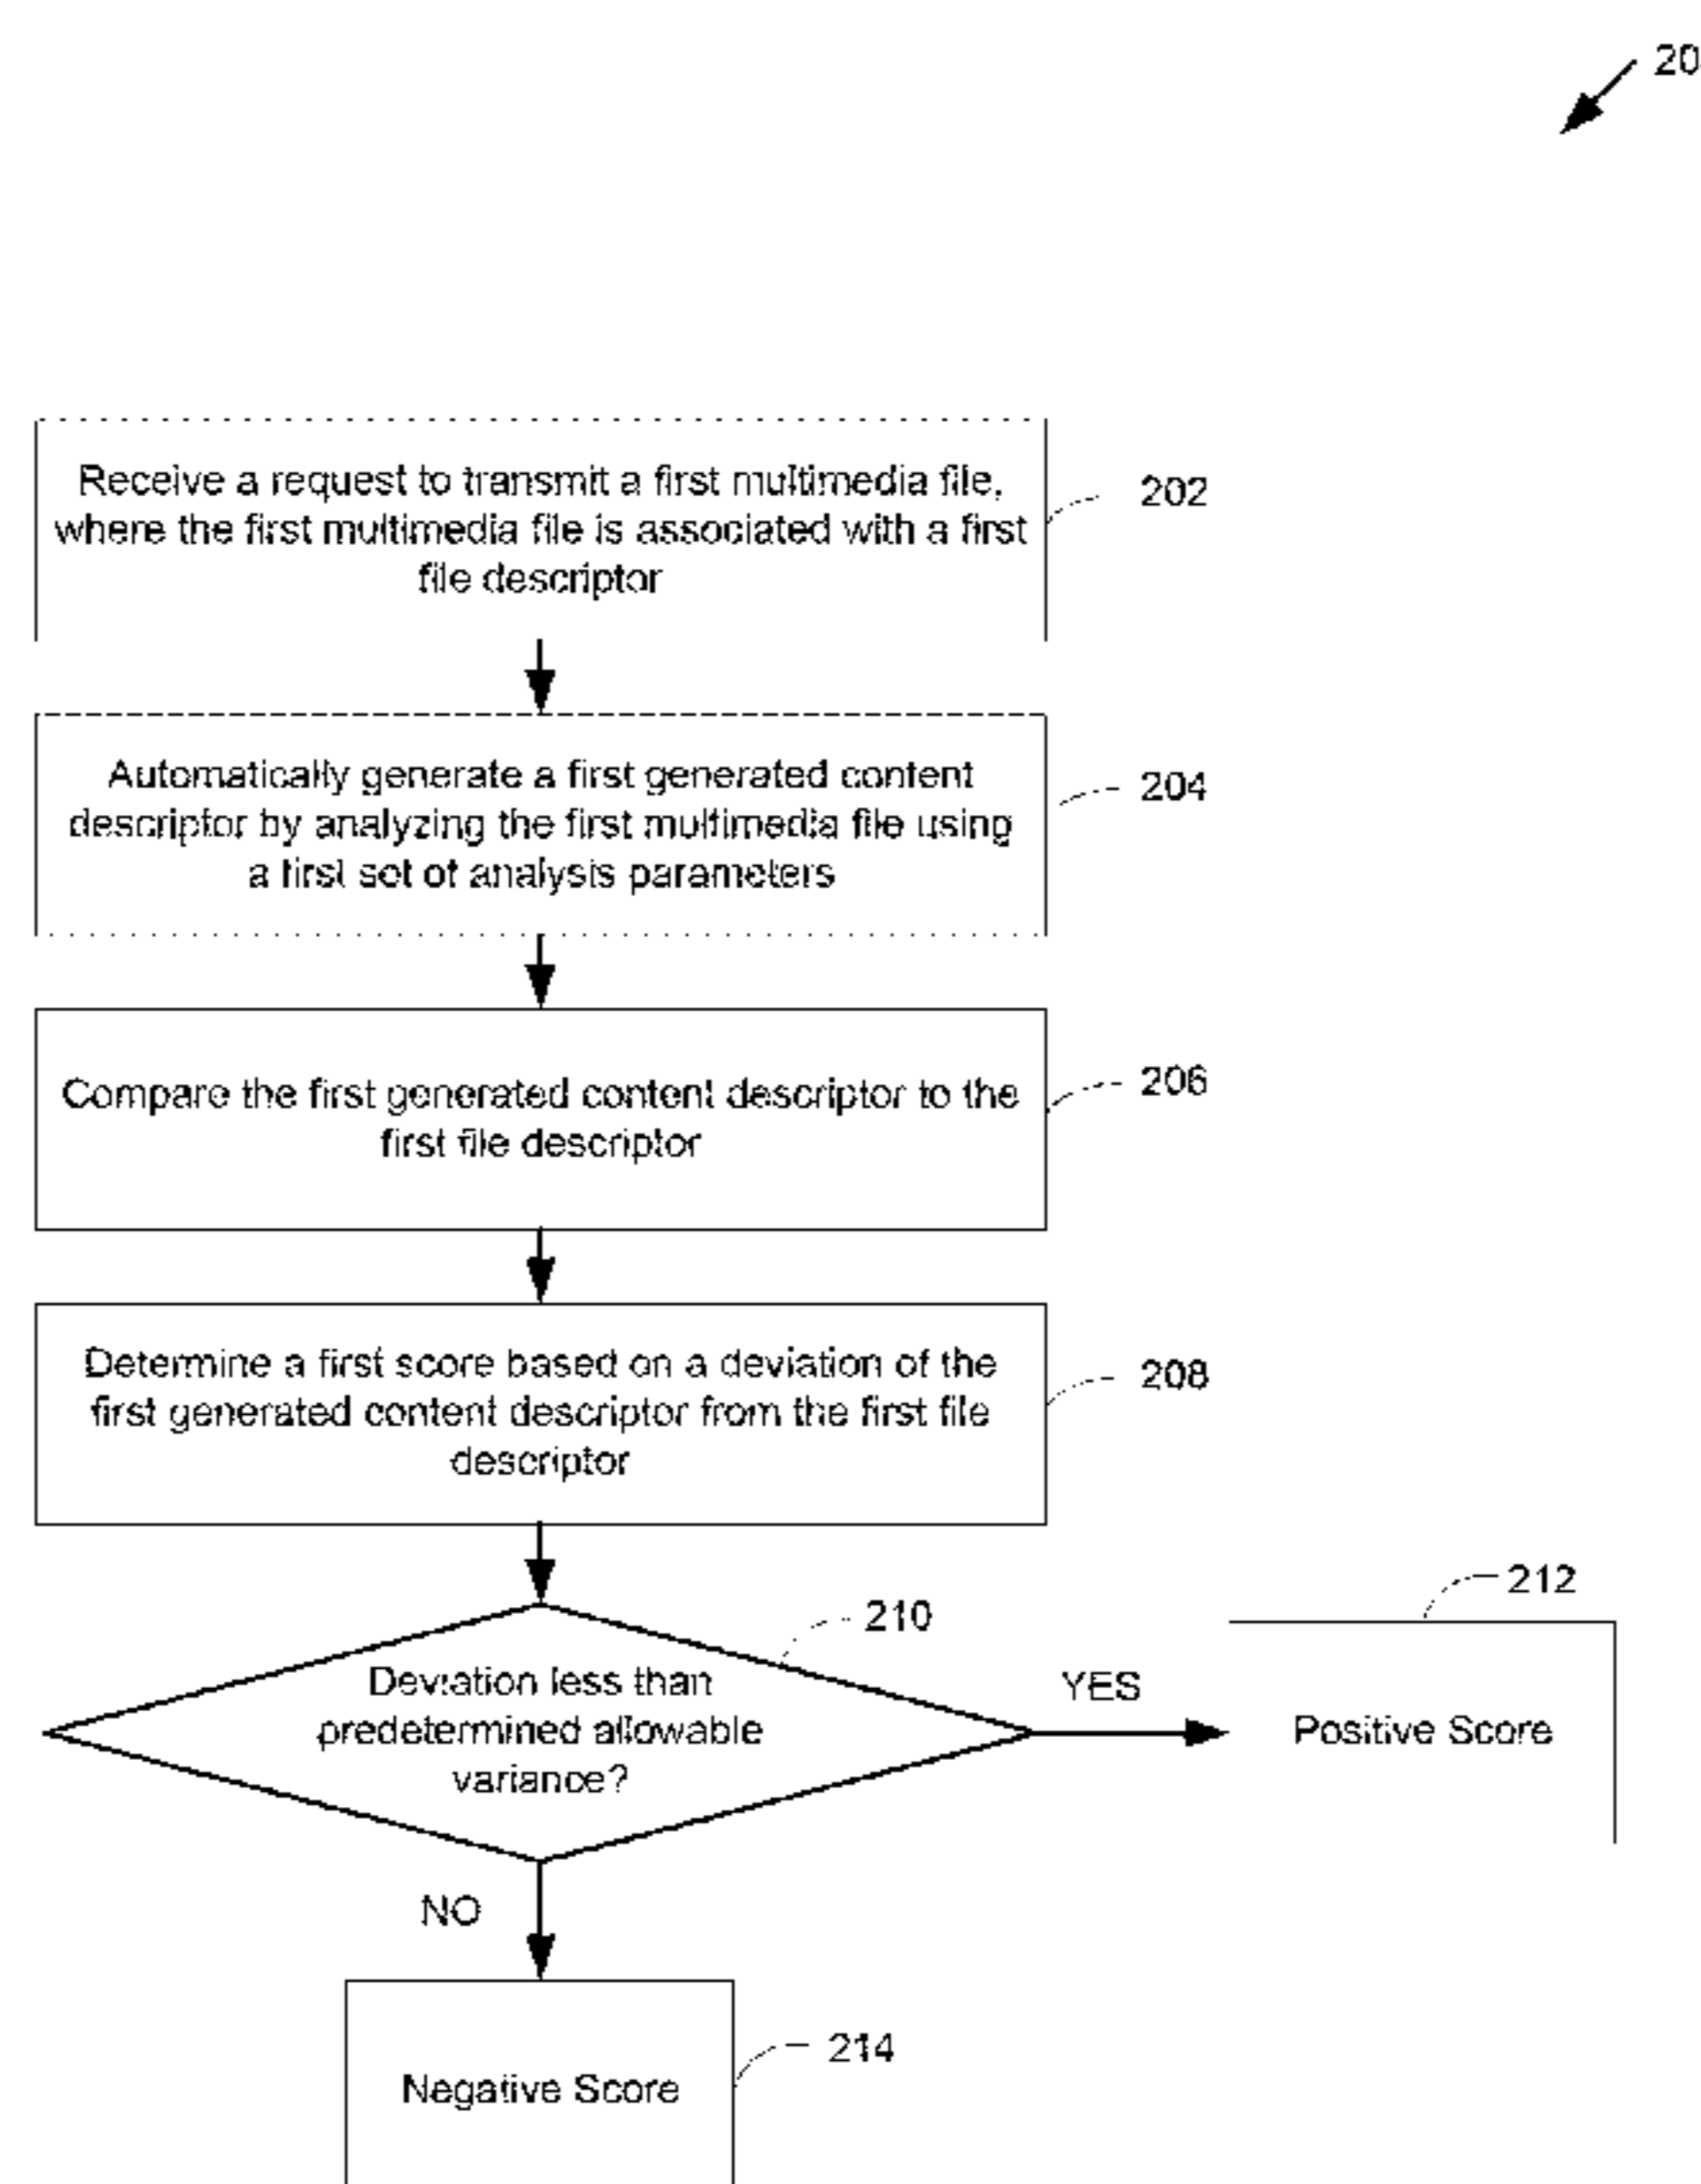 20
Receive a request to transmit a first multimedia file,
where the first multimedia file is associated with a first
file descriptor
202
Automatically generate a first generated content
descriptor by analyzing the first multimedia file using
a first set of analysis parameters
204
Compare the first generated content descriptor to the
first file descriptor
206
Determine a first score based on a deviation of the
first generated content descriptor from the first file
descriptor
208
Deviation less than
predetermined allowable
variance?
210
YES
212
Positive Score
NO
Negative Score
214